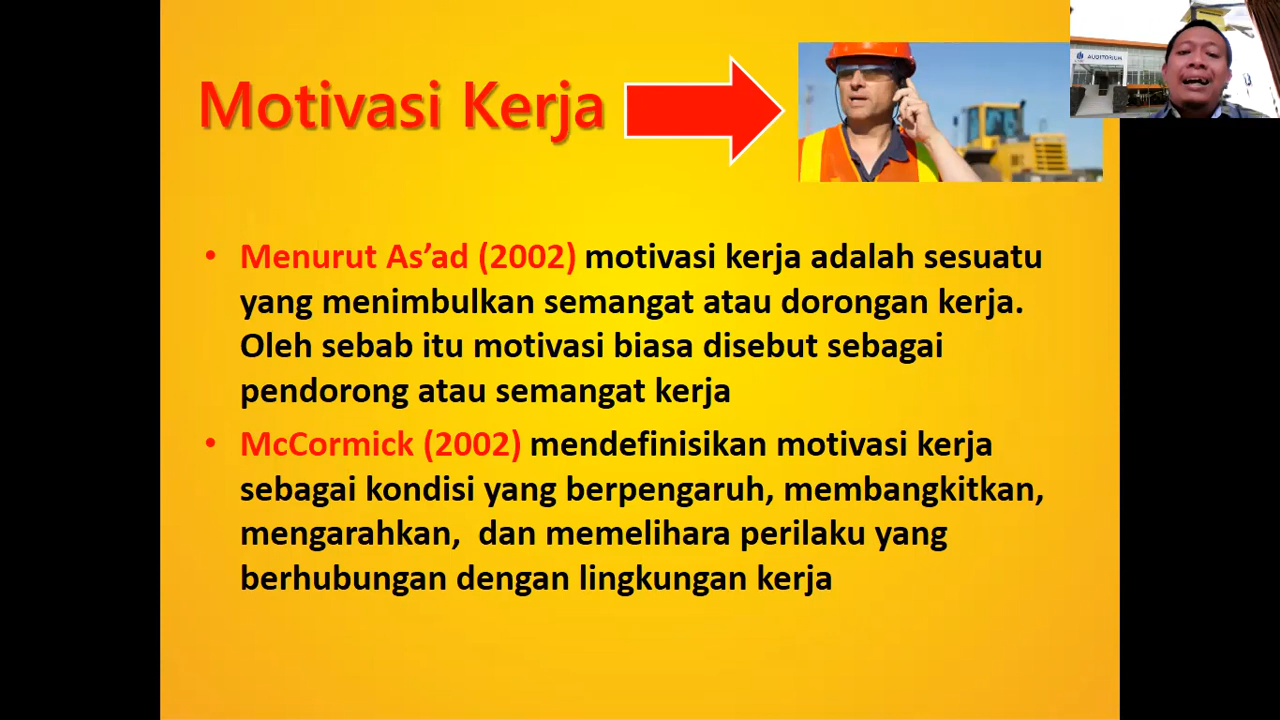 Motivasi Kerja
AUDITORIUM
• Menurut As’ad (2002) motivasi kerja adalah sesuatu
yang menimbulkan semangat atau dorongan kerja.
Oleh sebab itu motivasi biasa disebut sebagai
pendorong atau semangat kerja
• McCormick (2002) mendefinisikan motivasi kerja
sebagai kondisi yang berpengaruh, membangkitkan,
mengarahkan,  dan memelihara perilaku yang
berhubungan dengan lingkungan kerja